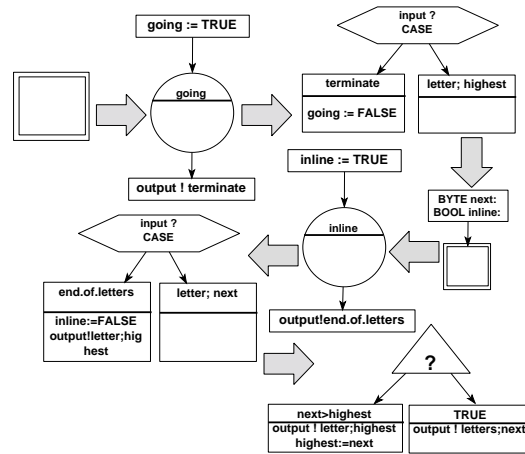 going := TRUE
input ?
CASE
going
terminate
going := FALSE
letter; highest
output ! terminate
inline := TRUE
BYTE next:
BOOL inline:
input ?
CASE
inline
end.of.letters
inline:=FALSE
output!letter;hig
hest
letter; next
output!end.of.letters
?
next>highest
output ! letter;highest
highest:=next
TRUE
output ! letters;next